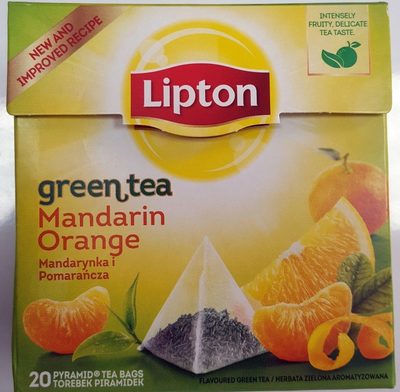 NEW AND
IMPROVED RECIPE
INTENSELY
FRUITY, DELICATE
TEA TASTE.
Lipton
green tea
Mandarin
Orange
Mandarynka i
Pomarańcza
20 PYRAMID® TEA BAGS
TOREBEK PIRAMIDEK
FLAVOURED GREEN TEA / HERBATA ZIELONA AROMATYZOWANA